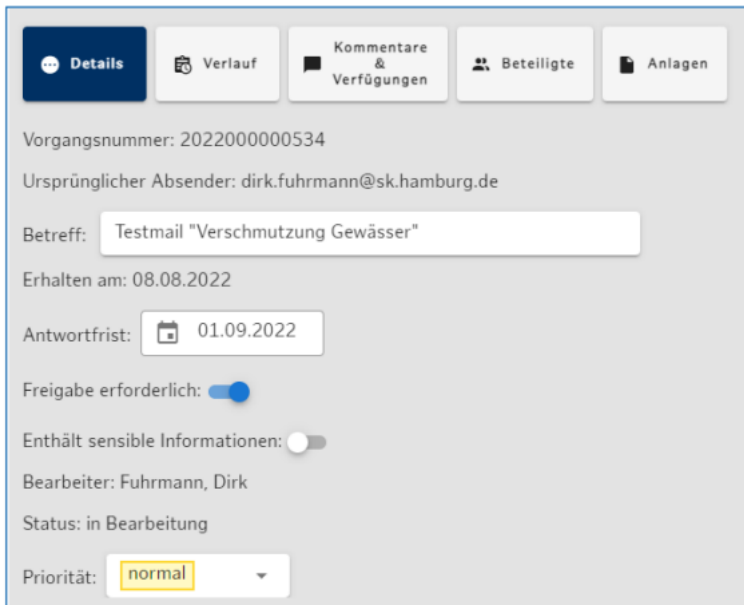 Details
Verlauf
Kommentare
&
Verfügungen
Beteiligte
Anlagen
Vorgangsnummer: 2022000000534
Ursprünglicher Absender: dirk.fuhrmann@sk.hamburg.de
Betreff: Testmail "Verschmutzung Gewässer"
Erhalten am: 08.08.2022
Antwortfrist: 01.09.2022
Freigabe erforderlich:
Enthält sensible Informationen:
Bearbeiter: Fuhrmann, Dirk
Status: in Bearbeitung
Priorität: normal